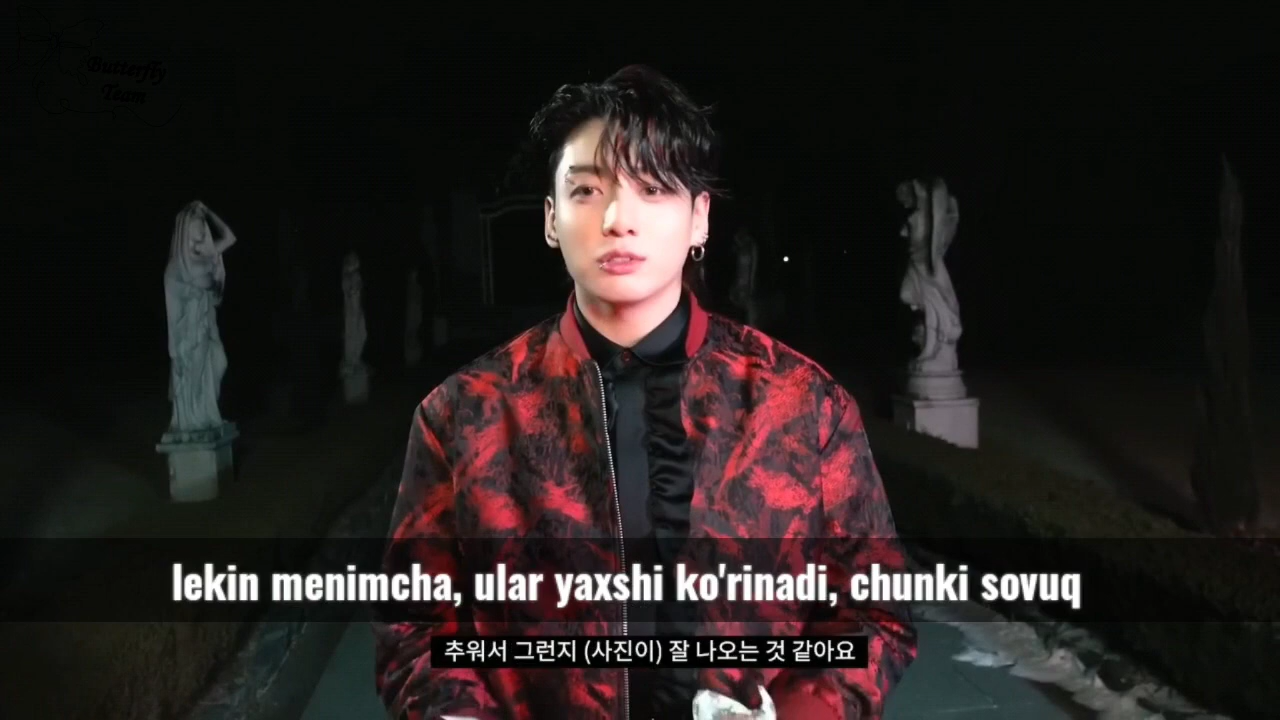 Butterfly
Team
lekin menimcha, ular yaxshi ko'rinadi, chunki sovuq
추워서 그런지 (사진이) 잘 나오는 것 같아요